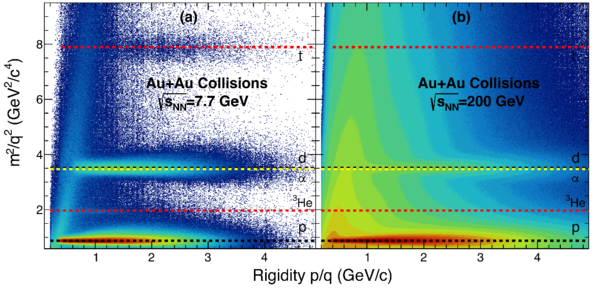 (a)
(b)
m²/q² (GeV²/c⁴)
8
6
4
2
t
Au+Au Collisions
√sNN=7.7 GeV
Au+Au Collisions
√sNN=200 GeV
d
α
³He
p
d
α
³He
p
1 2 3 4
1 2 3 4
Rigidity p/q (GeV/c)